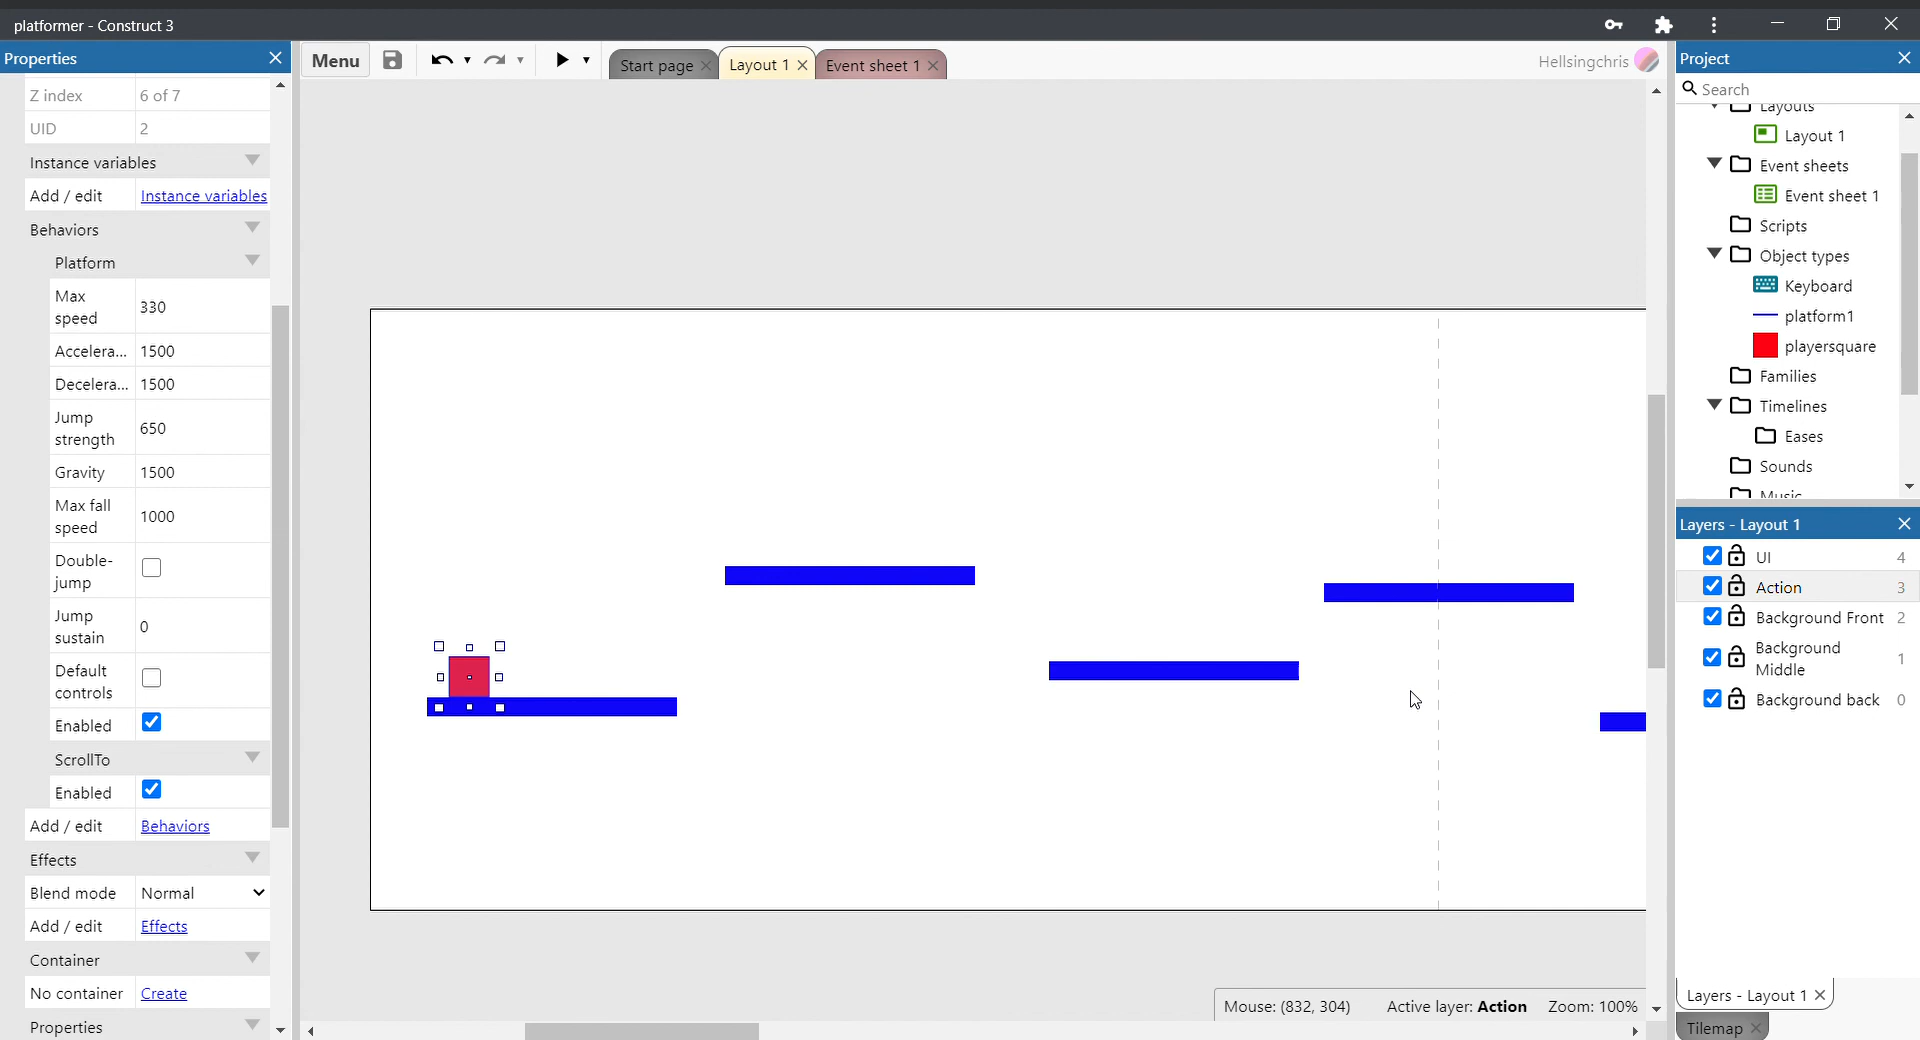 platformer - Construct 3
Properties
Z index 6 of 7
UID 2
Instance variables
Add / edit Instance variables
Behaviors
Platform
Max speed 330
Accelera... 1500
Decelera... 1500
Jump strength 650
Gravity 1500
Max fall speed 1000
Double-jump
Jump sustain 0
Default controls
Enabled
ScrollTo
Enabled
Add / edit Behaviors
Effects
Blend mode Normal
Add / edit Effects
Container
No container Create
Properties
Menu
Start page
Layout 1
Event sheet 1
Hellsingchris
Mouse: (832, 304) Active layer: Action Zoom: 100%
Project
Search
Layouts
Layout 1
Event sheets
Event sheet 1
Scripts
Object types
Keyboard
platform1
playersquare
Families
Timelines
Eases
Sounds
Music
Layers - Layout 1
UI 4
Action 3
Background Front 2
Background Middle 1
Background back 0
Layers - Layout 1
Tilemap